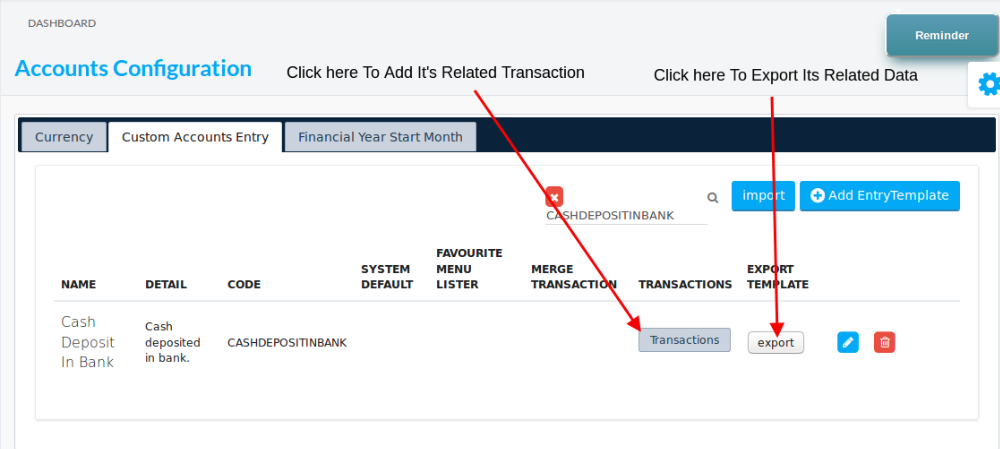 DASHBOARD
Reminder
Accounts Configuration
Click here To Add It's Related Transaction
Click here To Export Its Related Data
Currency
Custom Accounts Entry
Financial Year Start Month
CASHDEPOSITINBANK
import
Add EntryTemplate
NAME
DETAIL
CODE
SYSTEM
DEFAULT
FAVOURITE
MENU
LISTER
MERGE
TRANSACTION
TRANSACTIONS
EXPORT
TEMPLATE
Cash
Deposit
In Bank
Cash
deposited
in bank.
CASHDEPOSITINBANK
Transactions
export